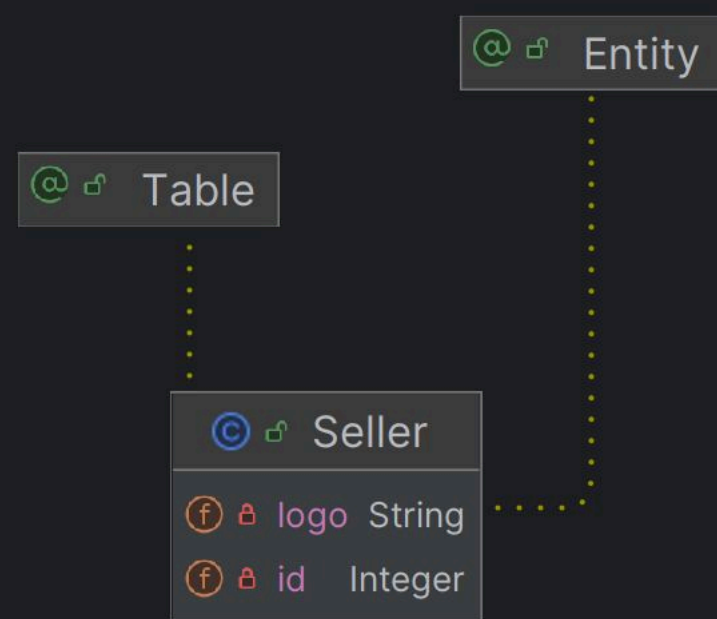 @ Entity
@ Table
C Seller
f logo String
f id Integer